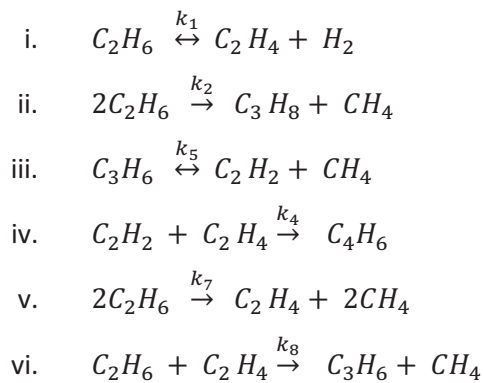 i. C₂H₆ ↔ᵏ¹ C₂H₄ + H₂
ii. 2C₂H₆ →ᵏ² C₃H₈ + CH₄
iii. C₃H₆ ↔ᵏ⁵ C₂H₂ + CH₄
iv. C₂H₂ + C₂H₄ →ᵏ⁴ C₄H₆
v. 2C₂H₆ →ᵏ⁷ C₂H₄ + 2CH₄
vi. C₂H₆ + C₂H₄ →ᵏ⁸ C₃H₆ + CH₄